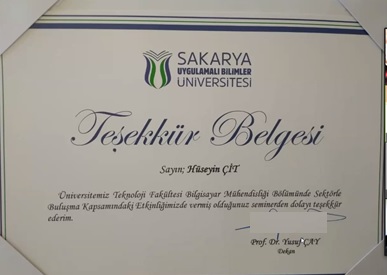 SAKARYA
UYGULAMALI BİLİMLER
ÜNİVERSİTESİ
Teşekkür Belgesi
Sayın; Hüseyin ÇİT
Üniversitemiz Teknoloji Fakültesi Bilgisayar Mühendisliği Bölümünde Sektörle
Buluşma Kapsamındaki Etkinliğimizde vermiş olduğunuz seminerden dolayı teşekkür
ederim.
Prof. Dr. Yusuf ÇAY
Dekan